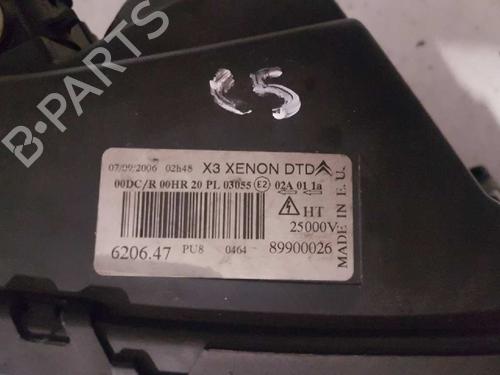 C5
07/09/2006 02h48 X3 XENON DTD
00DC/R 00HR 20 PL 03055 E2 02A 01 1a
HT
25000V
6206.47 PU8 0464 89900026
MADE IN E.U.
B-PARTS